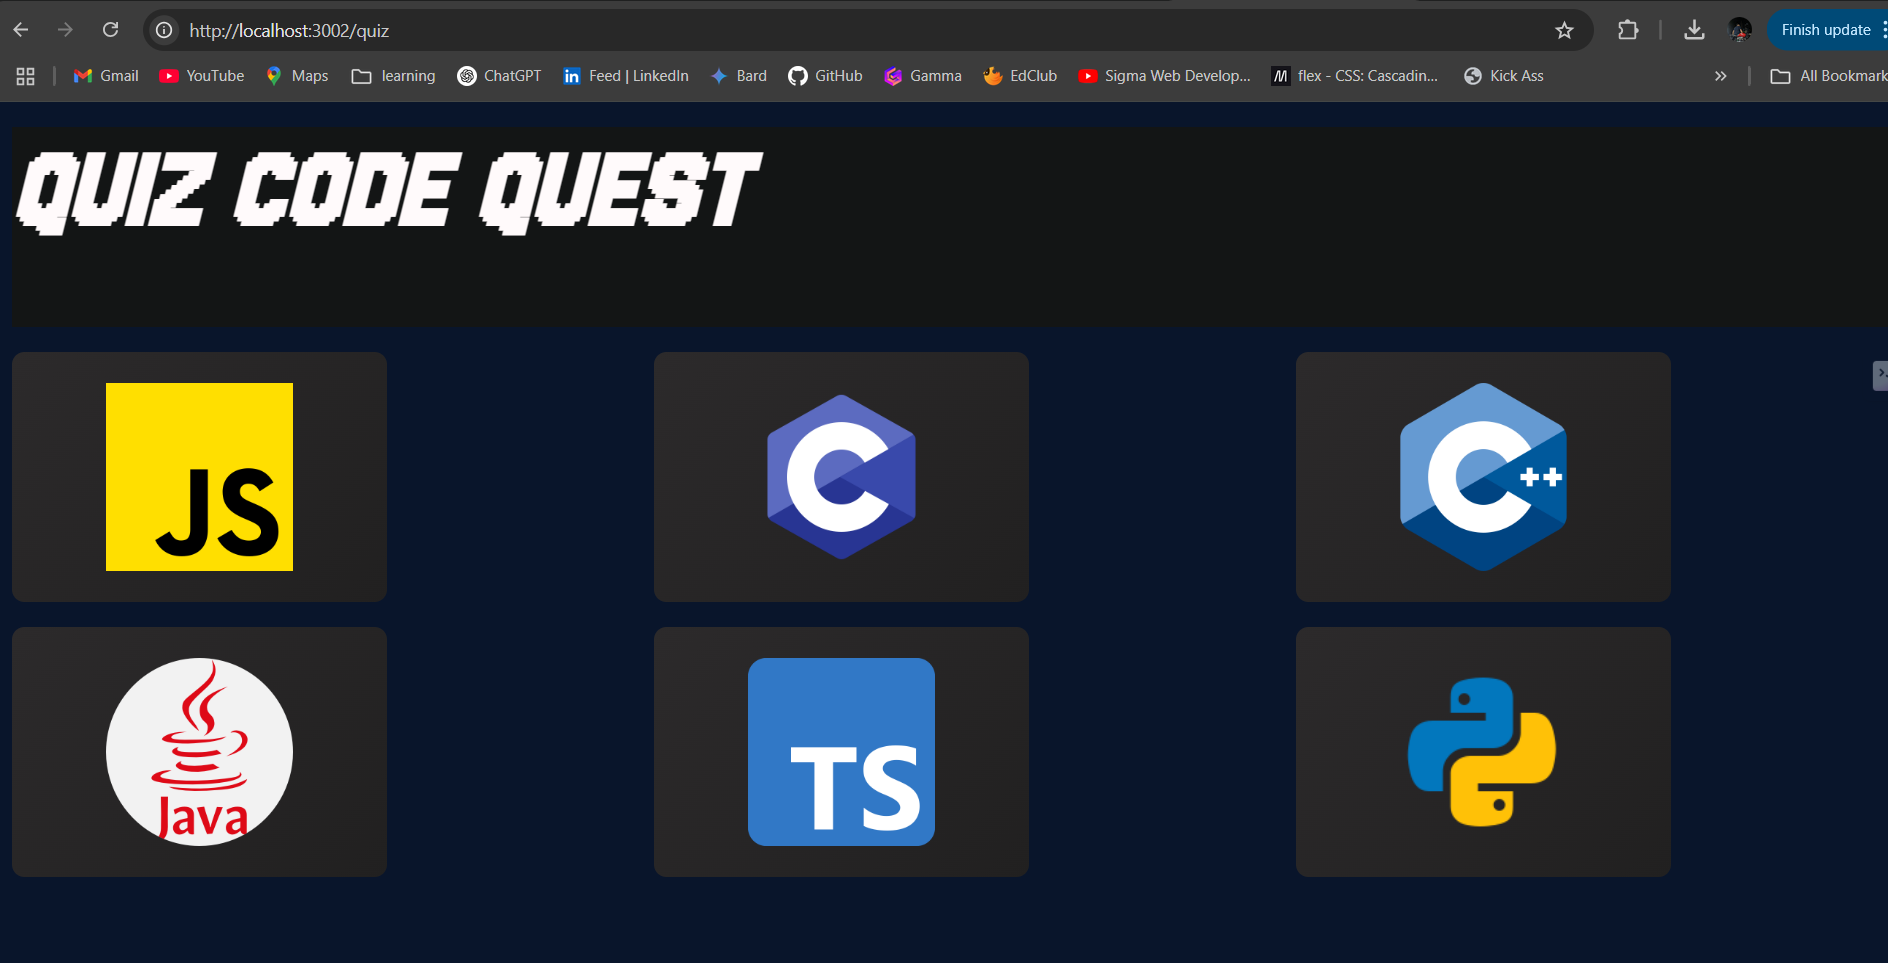 http://localhost:3002/quiz
Finish update
Gmail YouTube Maps learning ChatGPT Feed | LinkedIn Bard GitHub Gamma EdClub Sigma Web Develop... flex - CSS: Cascadin... Kick Ass » All Bookmark
QUIZ CODE QUEST
JS C C++
Java TS